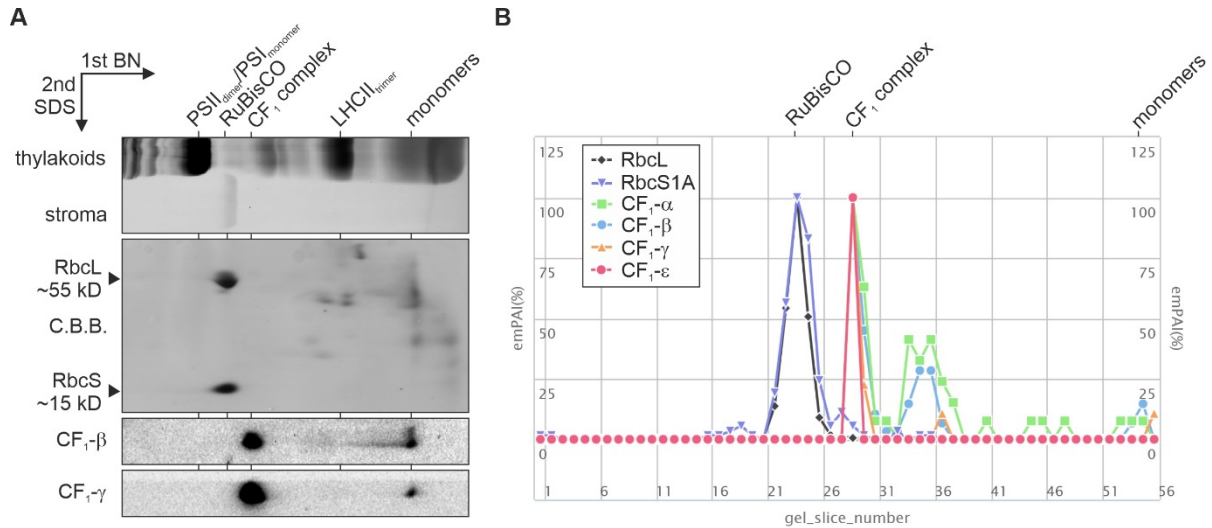 A
1st BN
2nd
SDS
PSII_dimer/PSI_monomer
RuBisCO
CF₁ complex
LHCII_trimer
monomers
thylakoids
stroma
RbcL
~55 kD
C.B.B.
RbcS
~15 kD
CF₁-β
CF₁-γ
B
RuBisCO
CF₁ complex
monomers
RbcL
RbcS1A
CF₁-α
CF₁-β
CF₁-γ
CF₁-ε
125
100
75
50
25
0
emPAI(%)
125
100
75
50
25
0
emPAI(%)
1 6 11 16 21 26 31 36 41 46 51 56
gel_slice_number